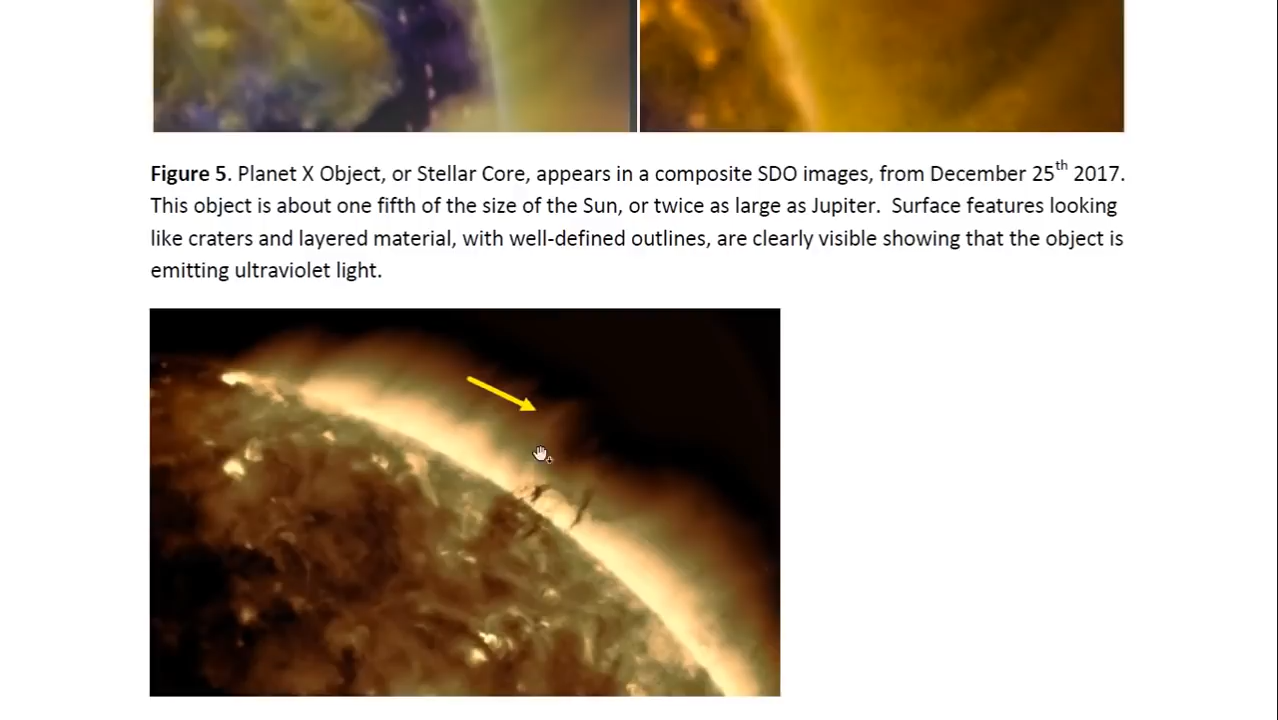 Figure 5. Planet X Object, or Stellar Core, appears in a composite SDO images, from December 25th 2017.
This object is about one fifth of the size of the Sun, or twice as large as Jupiter.  Surface features looking
like craters and layered material, with well-defined outlines, are clearly visible showing that the object is
emitting ultraviolet light.